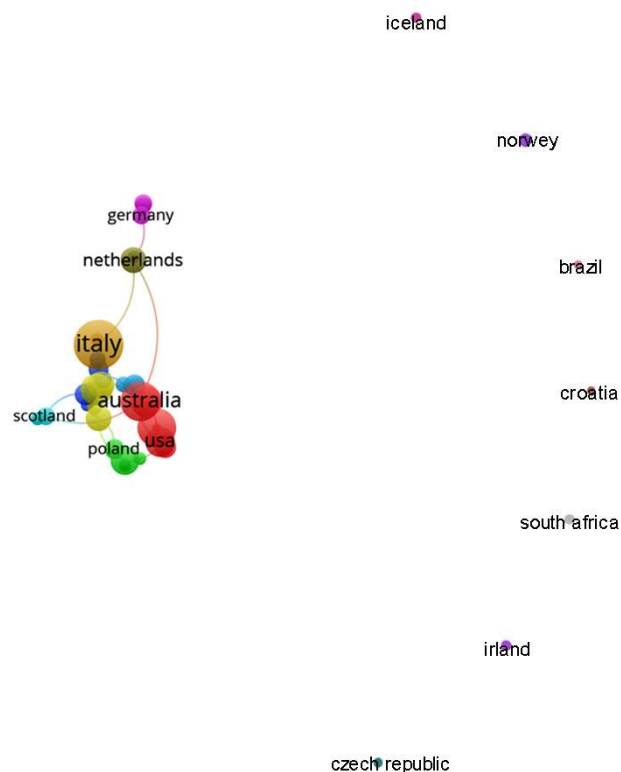 iceland
norwey
brazil
germany
netherlands
italy
croatia
australia
scotland
usa
poland
south africa
irland
czech republic